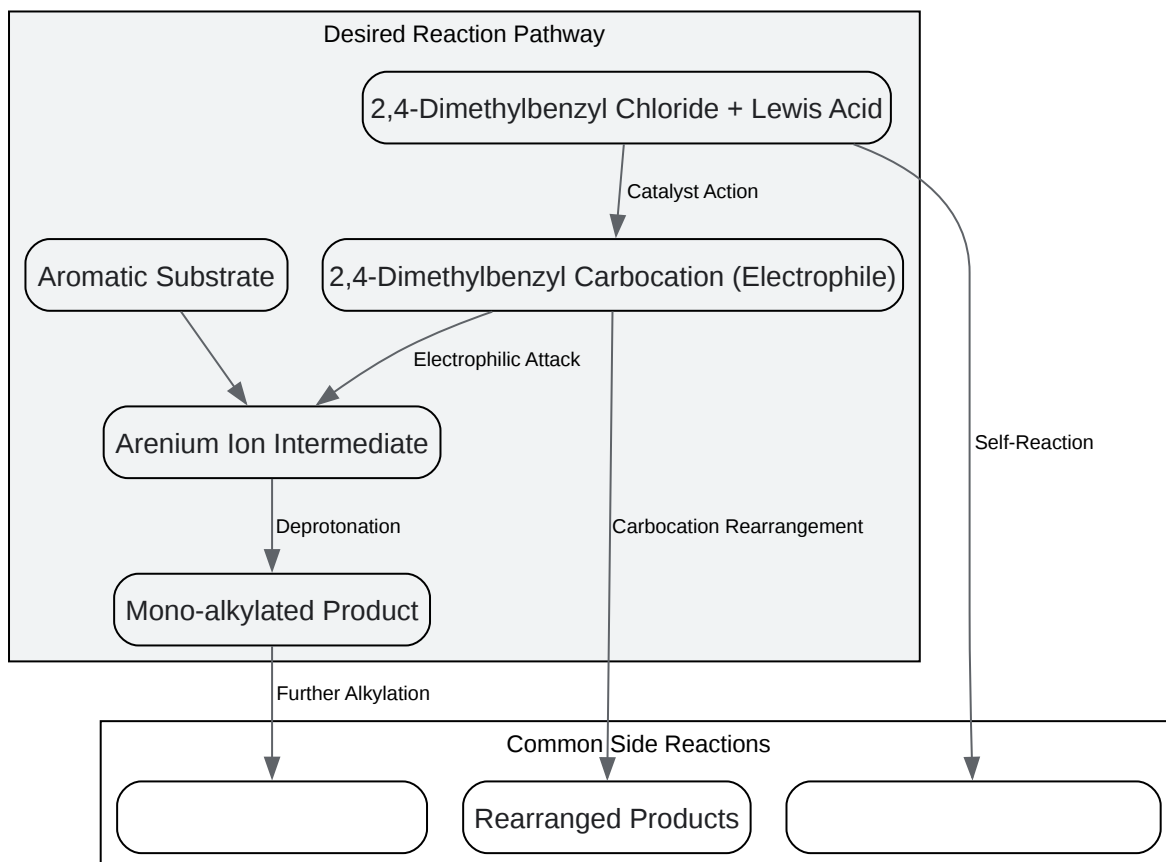 Desired Reaction Pathway
2,4-Dimethylbenzyl Chloride + Lewis Acid
Catalyst Action
Aromatic Substrate
2,4-Dimethylbenzyl Carbocation (Electrophile)
Electrophilic Attack
Arenium Ion Intermediate
Self-Reaction
Deprotonation
Carbocation Rearrangement
Mono-alkylated Product
Further Alkylation
Common Side Reactions
Rearranged Products